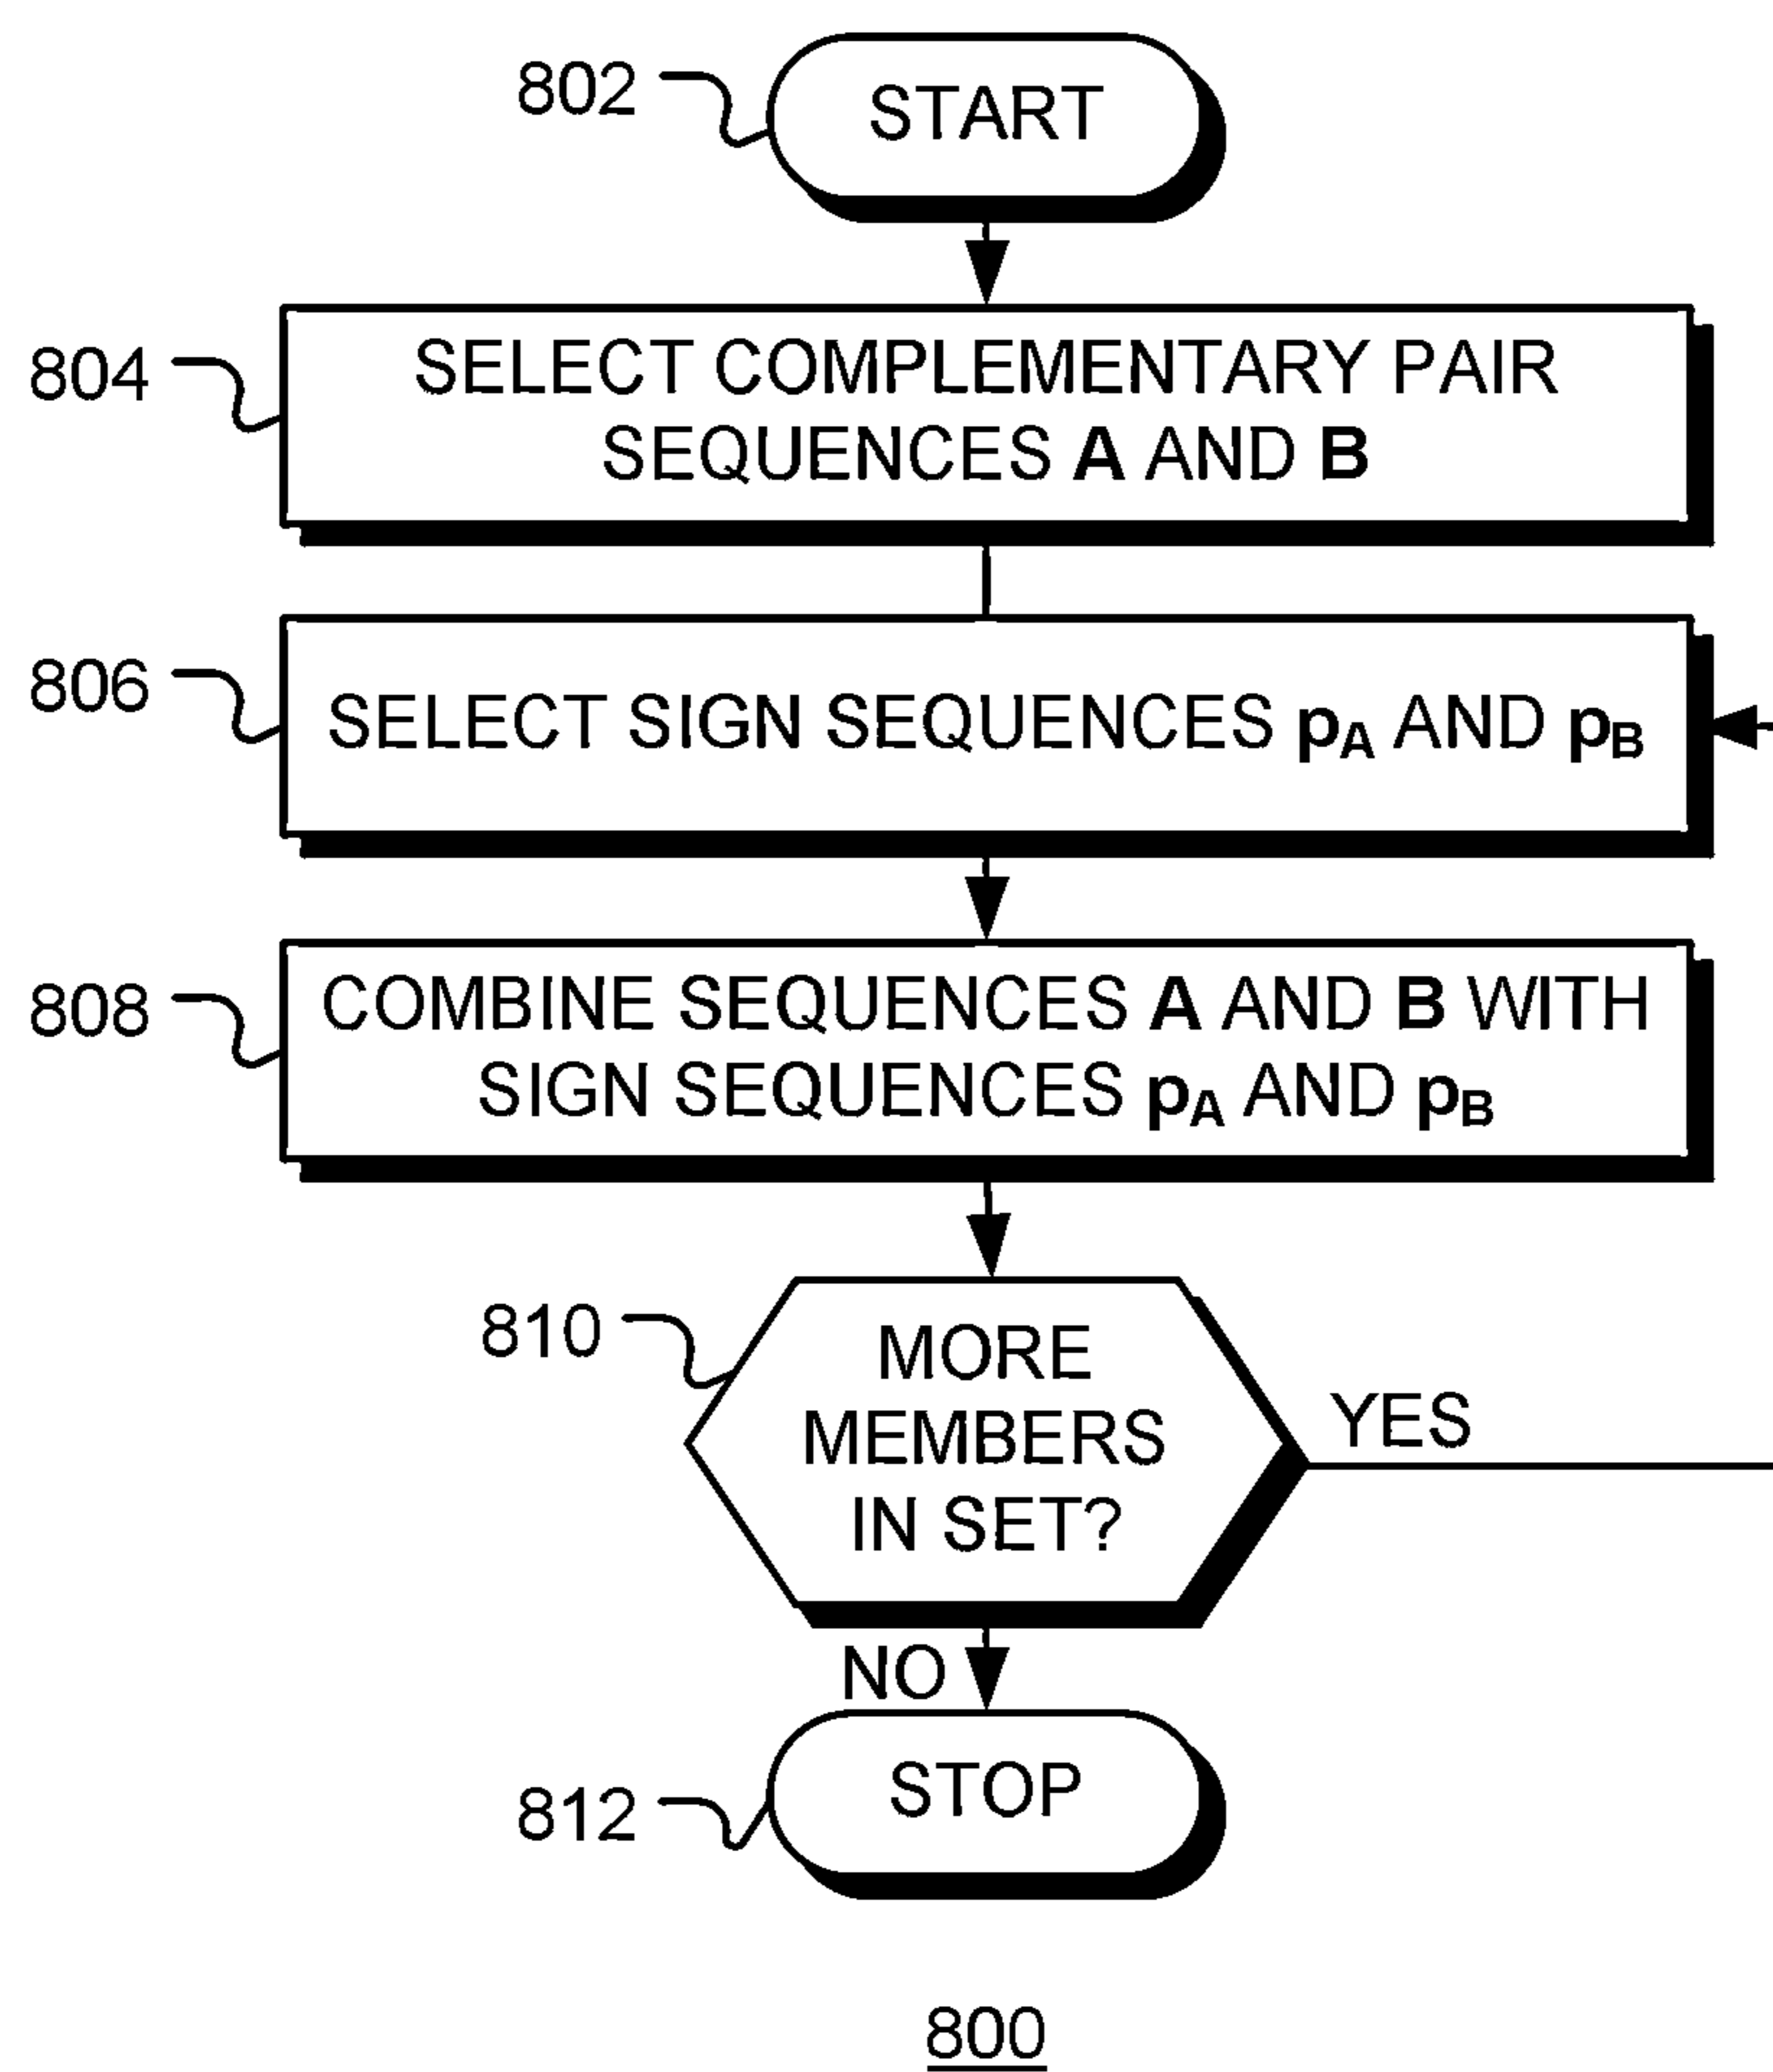 802
START
804
SELECT COMPLEMENTARY PAIR
SEQUENCES A AND B
806
SELECT SIGN SEQUENCES pA AND pB
808
COMBINE SEQUENCES A AND B WITH
SIGN SEQUENCES pA AND pB
810
MORE
MEMBERS
IN SET?
YES
NO
812
STOP
800